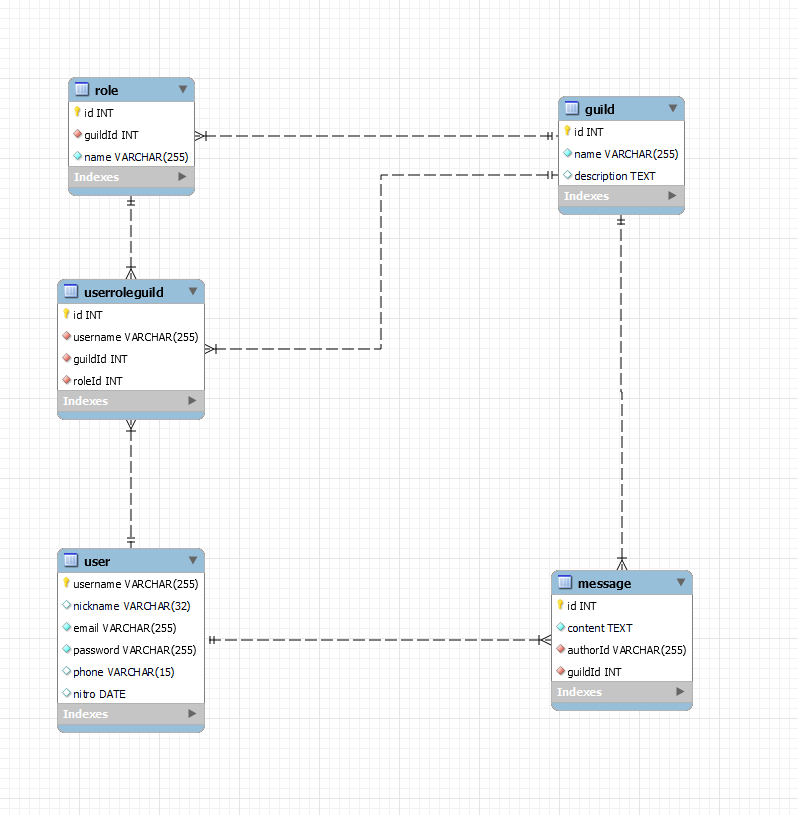 role
id INT
guildId INT
name VARCHAR(255)
Indexes
guild
id INT
name VARCHAR(255)
description TEXT
Indexes
userroleguild
id INT
username VARCHAR(255)
guildId INT
roleId INT
Indexes
user
username VARCHAR(255)
nickname VARCHAR(32)
email VARCHAR(255)
password VARCHAR(255)
phone VARCHAR(15)
nitro DATE
Indexes
message
id INT
content TEXT
authorId VARCHAR(255)
guildId INT
Indexes